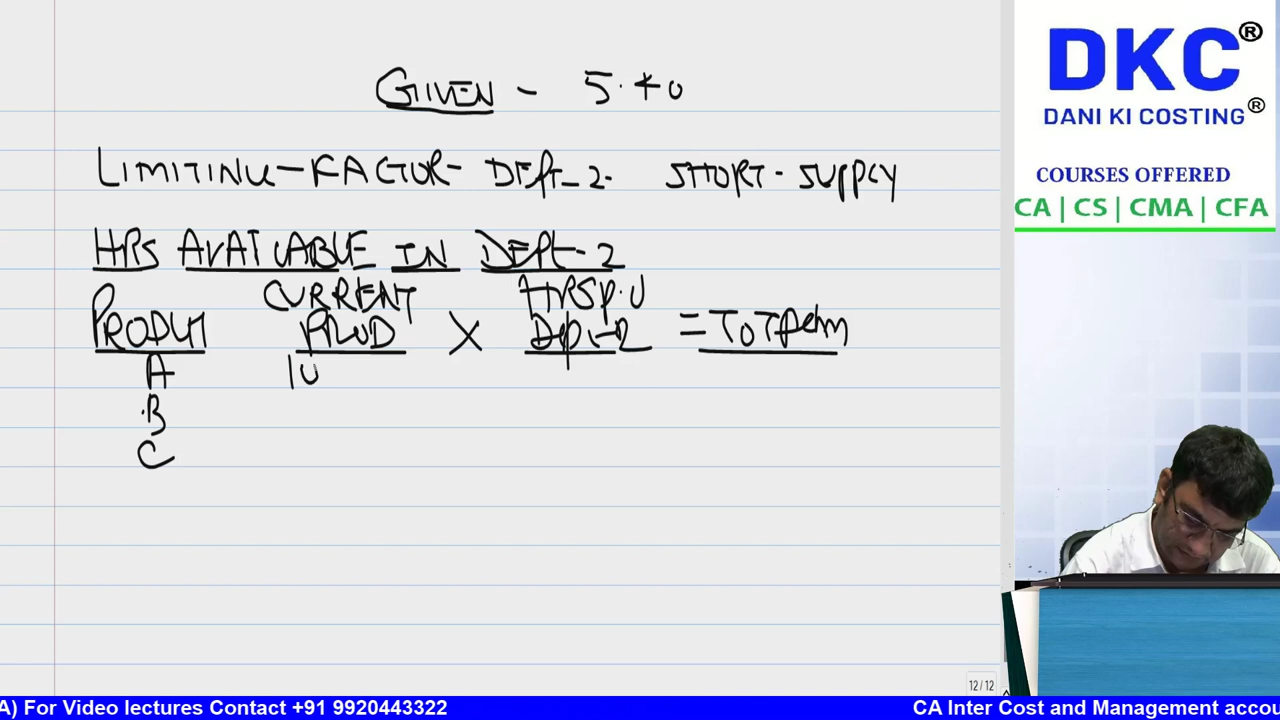 GIVEN - 5.40
LIMITING-FACTOR- DEPT-2. SHORT-SUPPLY
HRS AVAILABLE IN DEPT-2
CURRENT HRSP.U
PRODUCT PROD X Dept-2 =
A 10
.B
C
DKC®
DANI KI COSTING®
COURSES OFFERED
CA | CS | CMA | CFA
12/12
A) For Video lectures Contact +91 9920443322
CA Inter Cost and Management accou